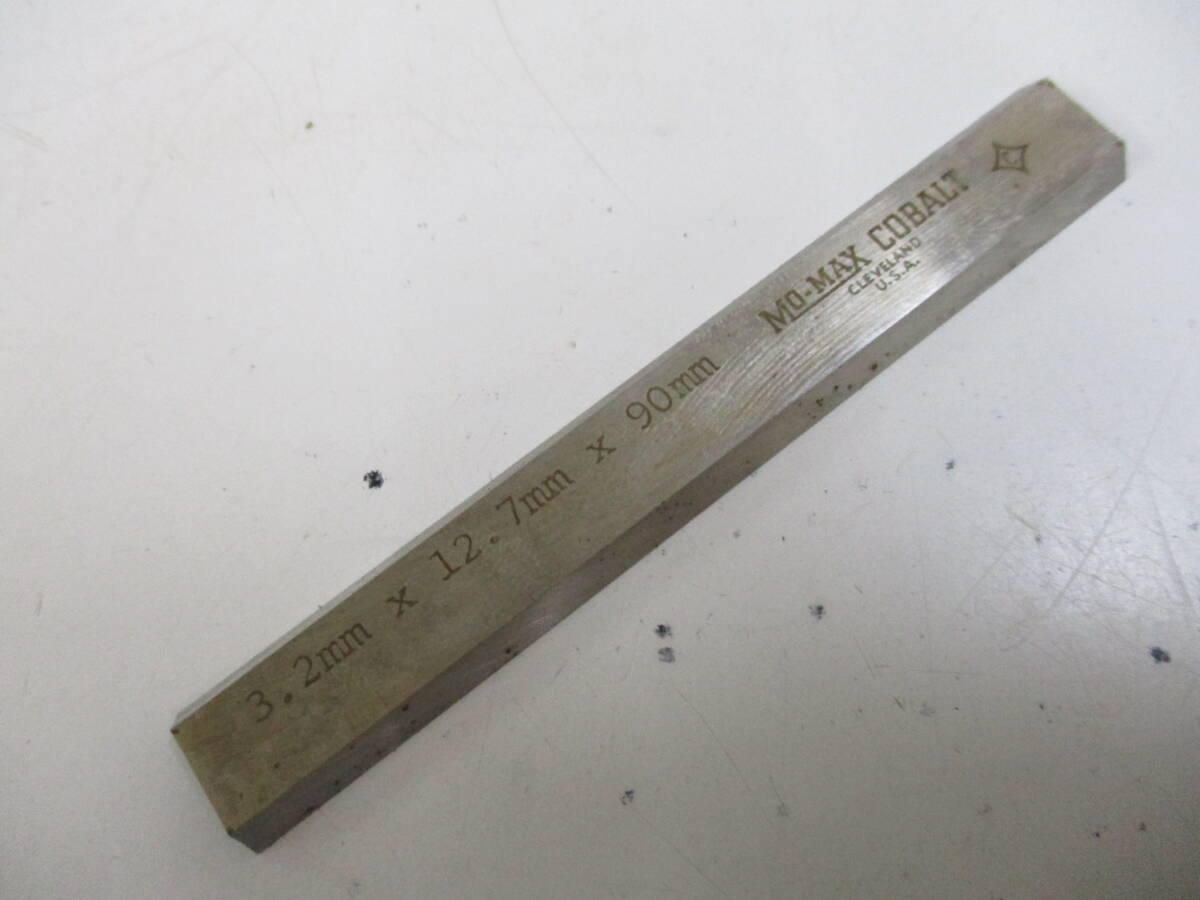 3.2mm x 12.7mm x 90mm
MO-MAX COBALT
CLEVELAND
U.S.A.